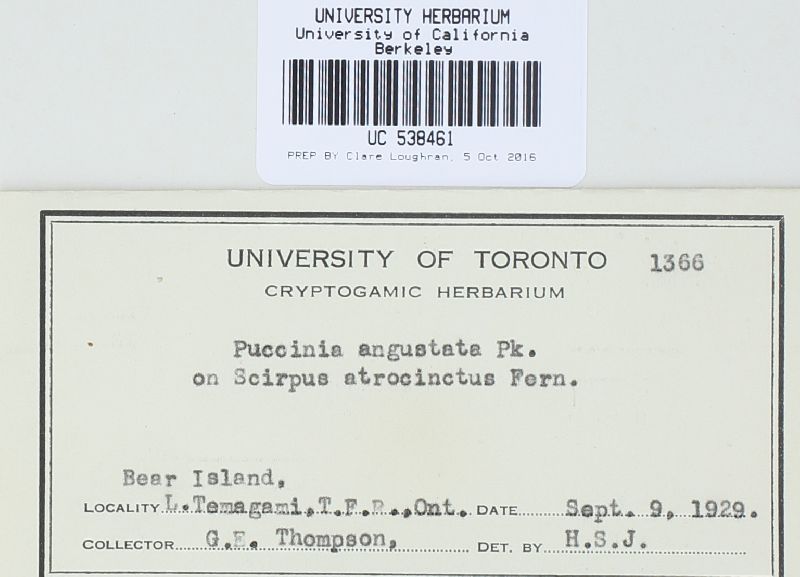 UNIVERSITY HERBARIUM
University of California
Berkeley
UC 538461
PREP BY Clare Loughran, 5 Oct 2016
UNIVERSITY OF TORONTO 1366
CRYPTOGAMIC HERBARIUM
Puccinia angustata Pk.
on Scirpus atrocinctus Fern.
Bear Island,
LOCALITY L.Temagami,T.F.R.,Ont. DATE Sept. 9, 1929.
COLLECTOR G.E. Thompson, DET. BY H.S.J.